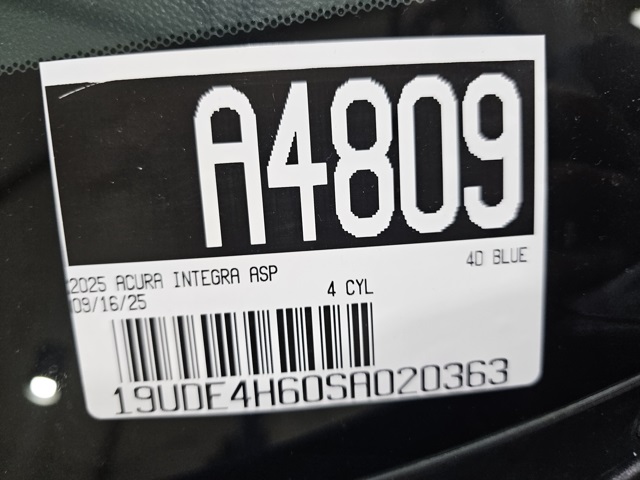 A4809
2025 ACURA INTEGRA ASP
4D BLUE
09/16/25
4 CYL
19UDE4H60SA020363